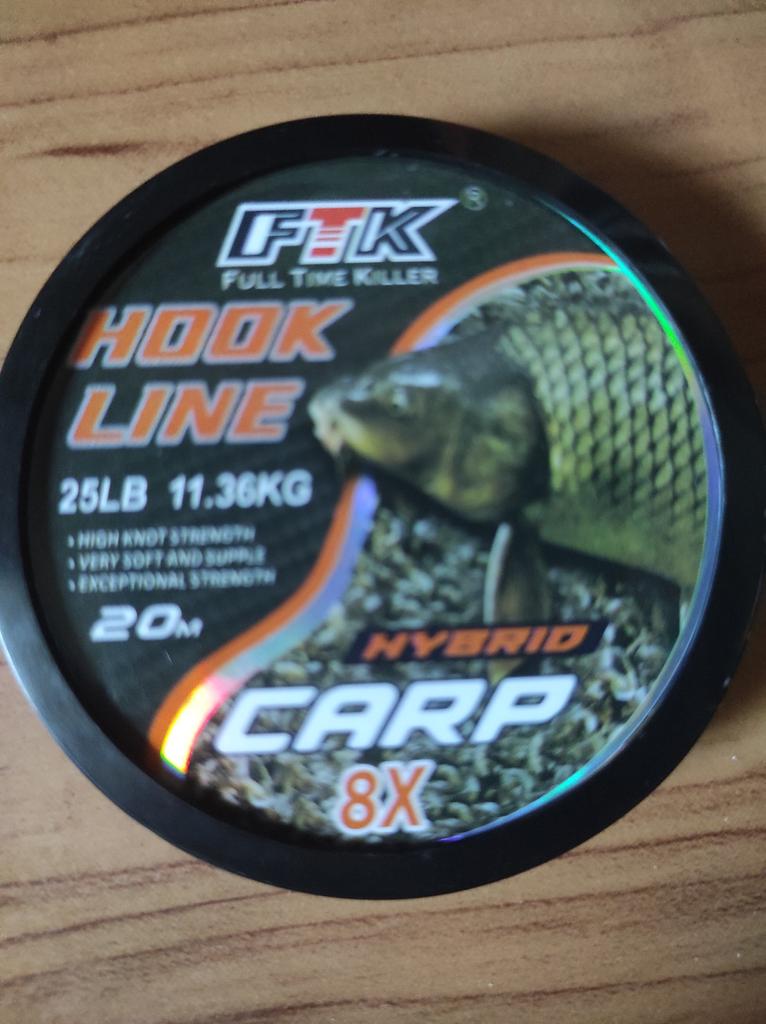 FTK®
FULL TIME KILLER
HOOK
LINE
25LB 11.36KG
› HIGH KNOT STRENGTH
› VERY SOFT AND SUPPLE
› EXCEPTIONAL STRENGTH
20M
HYBRID
CARP
8X